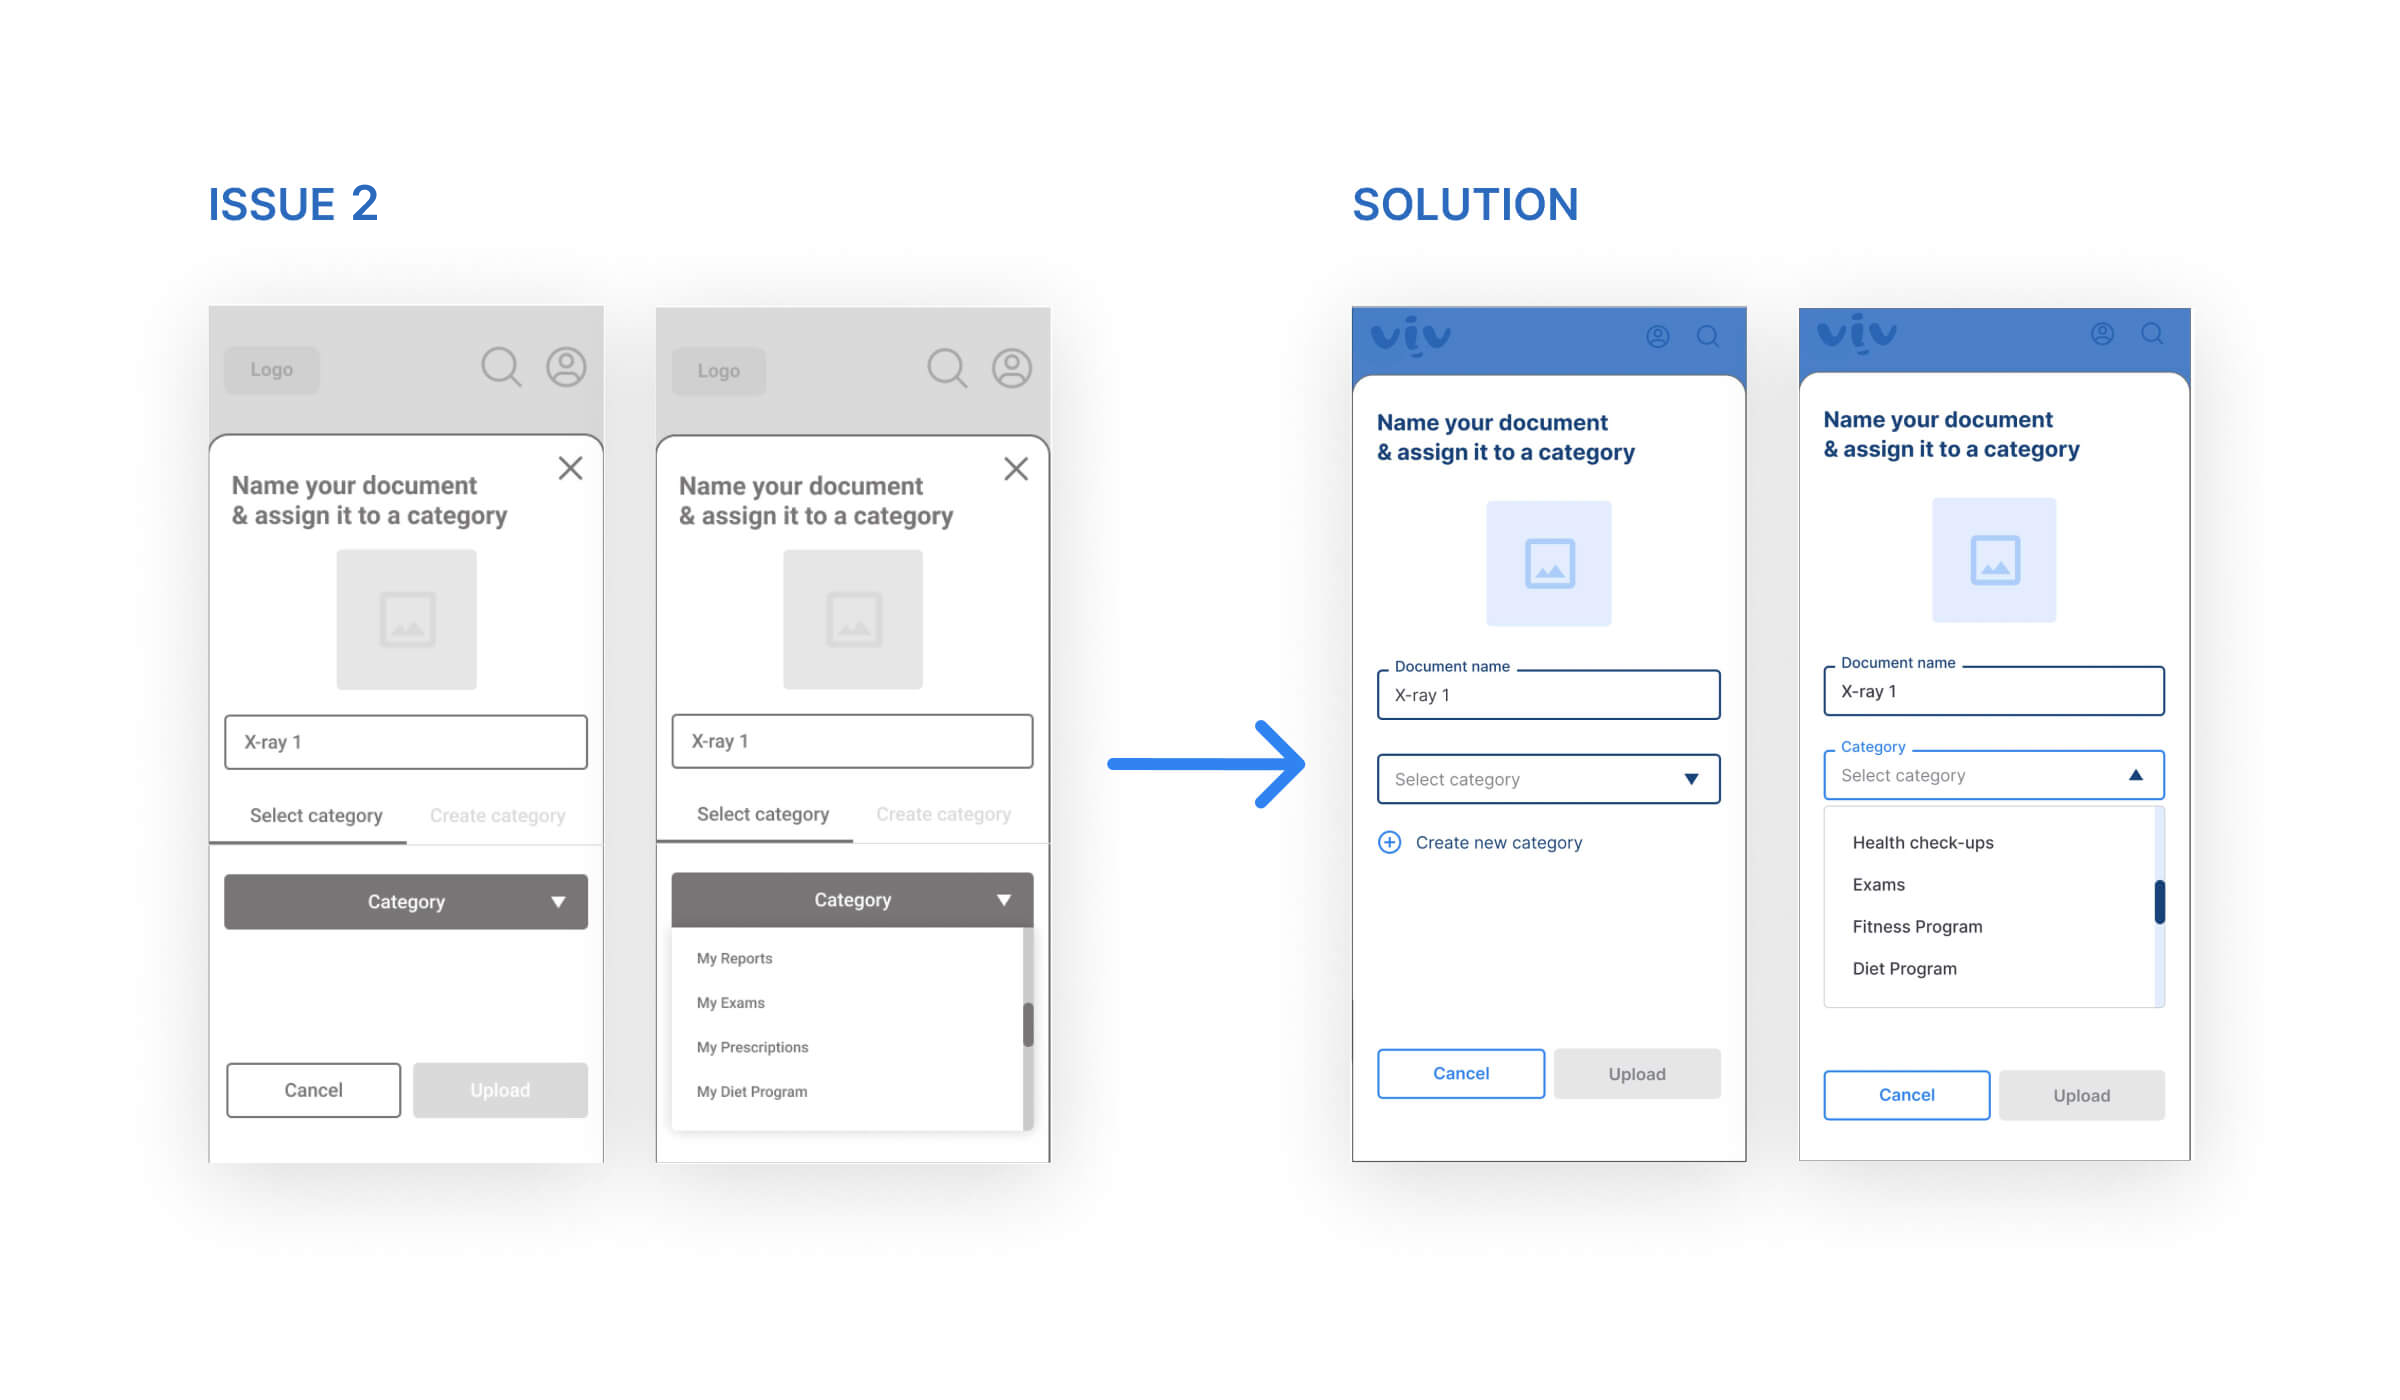 ISSUE 2
SOLUTION
Logo
Name your document
& assign it to a category
X-ray 1
Select category
Create category
Category
Cancel
Upload
Logo
Name your document
& assign it to a category
X-ray 1
Select category
Create category
Category
My Reports
My Exams
My Prescriptions
My Diet Program
viv
Name your document
& assign it to a category
Document name
X-ray 1
Select category
Create new category
Cancel
Upload
viv
Name your document
& assign it to a category
Document name
X-ray 1
Category
Select category
Health check-ups
Exams
Fitness Program
Diet Program
Cancel
Upload